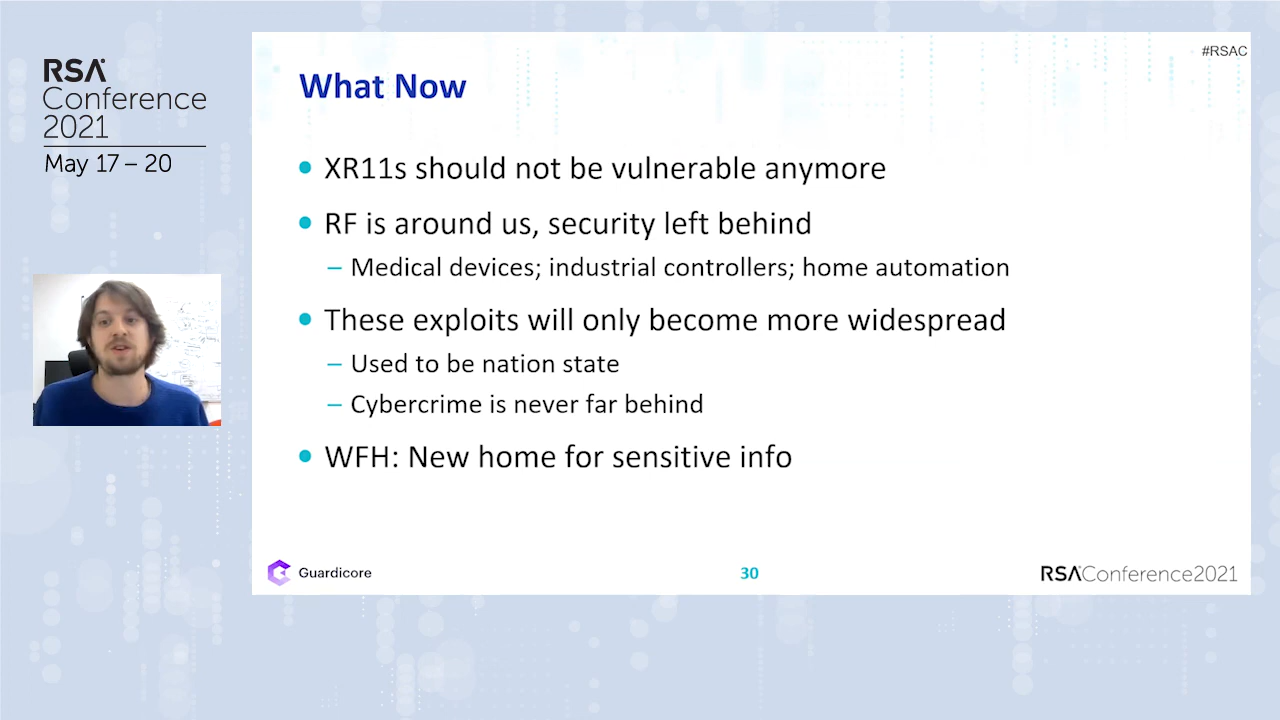 RSA
Conference
2021
May 17 – 20
#RSAC
What Now
• XR11s should not be vulnerable anymore
• RF is around us, security left behind
– Medical devices; industrial controllers; home automation
• These exploits will only become more widespread
– Used to be nation state
– Cybercrime is never far behind
• WFH: New home for sensitive info
Guardicore
30
RSAConference2021